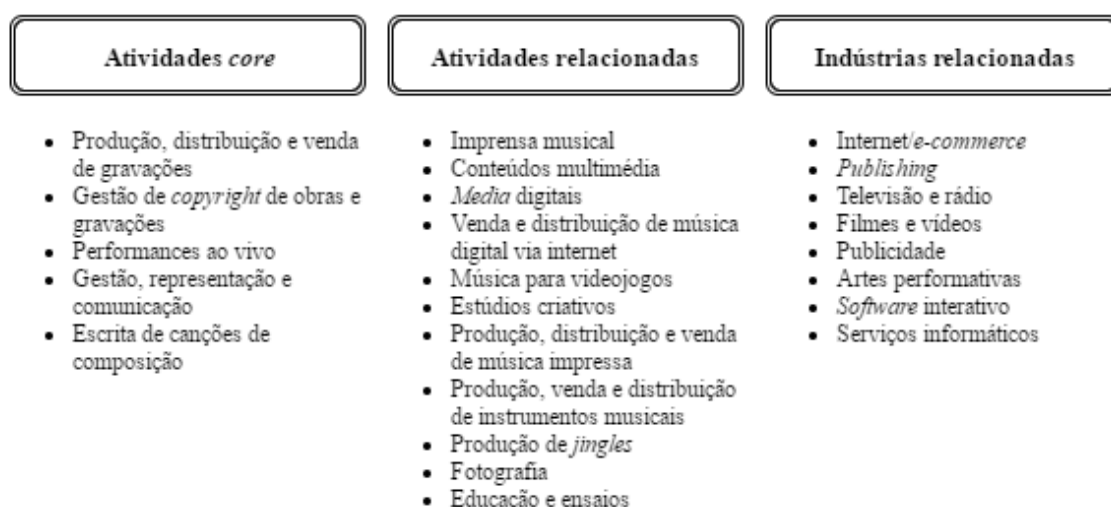 Atividades core
Produção, distribuição e venda
de gravações
Gestão de copyright de obras e
gravações
Performances ao vivo
Gestão, representação e
comunicação
Escrita de canções de
composição
Atividades relacionadas
Imprensa musical
Conteúdos multimédia
Media digitais
Venda e distribuição de música
digital via internet
Música para videojogos
Estúdios criativos
Produção, distribuição e venda
de música impressa
Produção, venda e distribuição
de instrumentos musicais
Produção de jingles
Fotografia
Educação e ensaios
Indústrias relacionadas
Internet/e-commerce
Publishing
Televisão e rádio
Filmes e vídeos
Publicidade
Artes performativas
Software interativo
Serviços informáticos